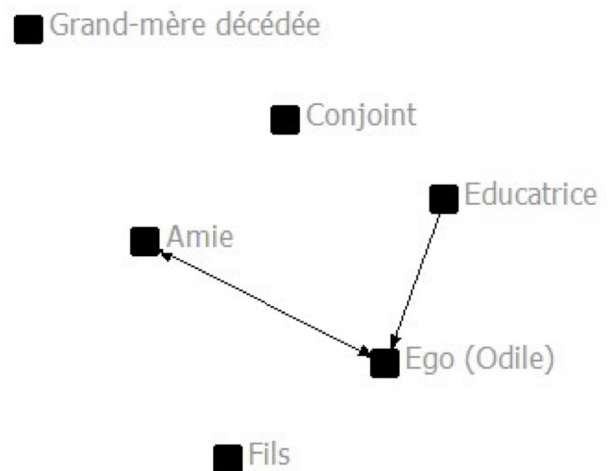 Grand-mère décédée
Conjoint
Educatrice
Amie
Ego (Odile)
Fils